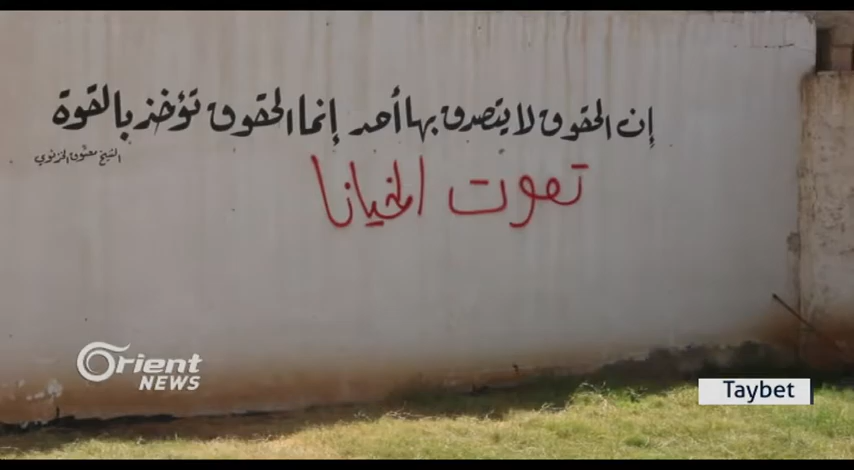 إن الحقوق لا يتصدق بها أحد إنما الحقوق تؤخذ بالقوة
الشيخ معشوق الخزنوي
تموت الخيانا
Orient
NEWS
Taybet